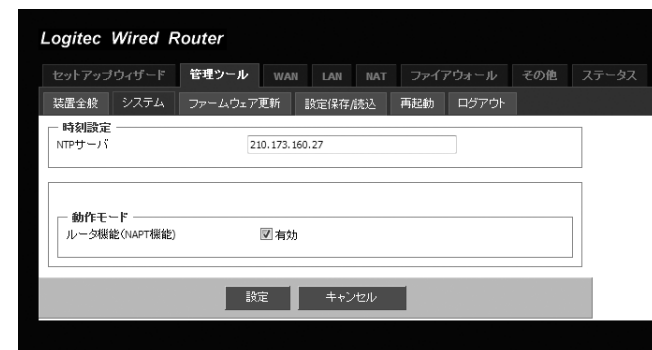 Logitec Wired Router
セットアップウィザード 管理ツール WAN LAN NAT ファイアウォール その他 ステータス
装置全般 システム ファームウェア更新 設定保存/読込 再起動 ログアウト
時刻設定
NTPサーバ 210.173.160.27
動作モード
ルータ機能(NAPT機能) 有効
設定 キャンセル